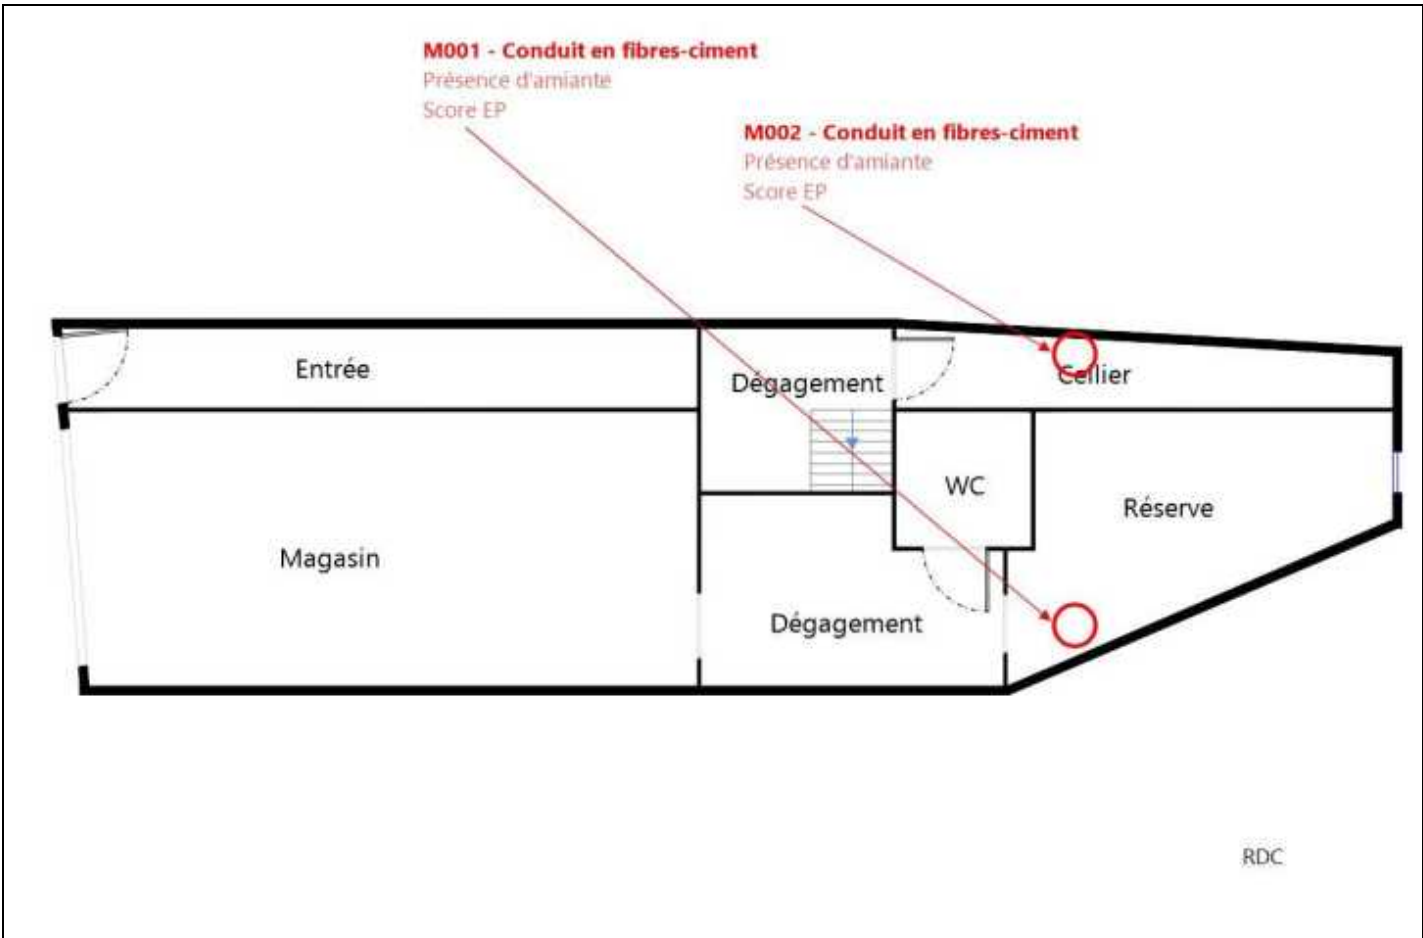 M001 - Conduit en fibres-ciment
Présence d'amiante
Score EP
M002 - Conduit en fibres-ciment
Présence d'amiante
Score EP
Entrée
Dégagement
Cellier
WC
Réserve
Magasin
Dégagement
RDC